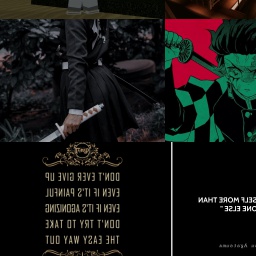 DON'T EVER GIVE UP
EVEN IF IT'S PAINFUL
EVEN IF IT'S AGONIZING
DON'T TRY TO TAKE
THE EASY WAY OUT
SELF MORE THAN
ONE ELSE"